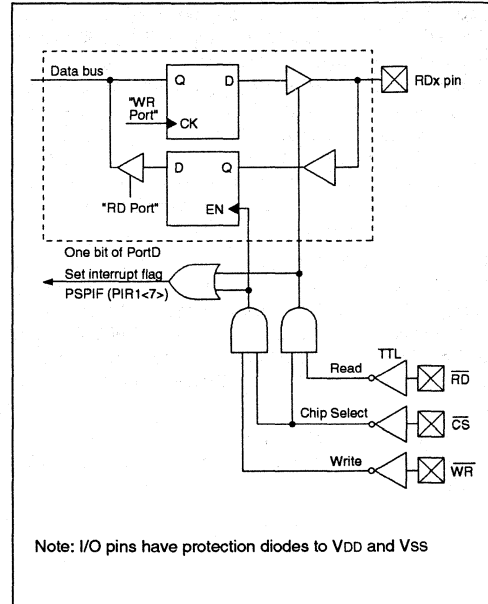 Data bus
Q D
RDx pin
"WR
Port"
CK
D Q
"RD Port"
EN
One bit of PortD
Set interrupt flag
PSPIF (PIR1<7>)
TTL
Read
RD
Chip Select
CS
Write
WR
Note: I/O pins have protection diodes to VDD and VSS